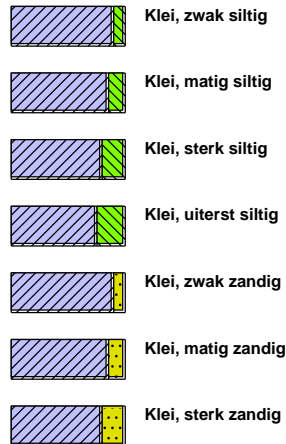 Klei, zwak siltig
Klei, matig siltig
Klei, sterk siltig
Klei, uiterst siltig
Klei, zwak zandig
Klei, matig zandig
Klei, sterk zandig